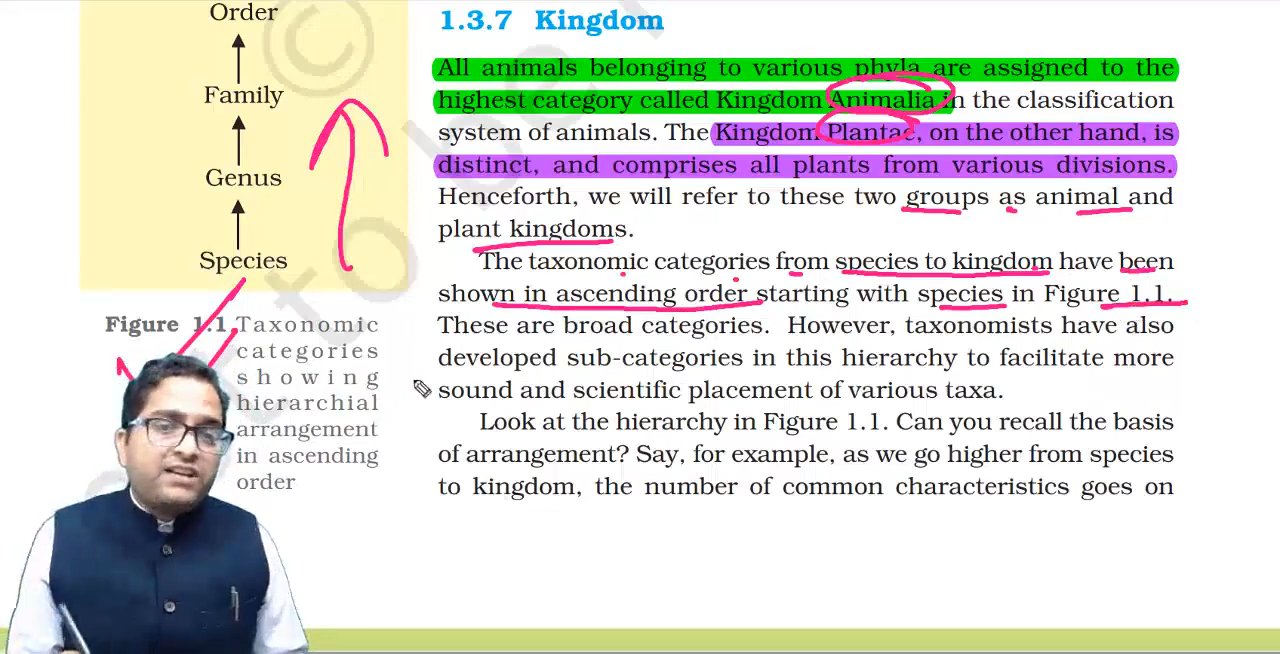 Order
Family
Genus
Species
Figure 1.1 Taxonomic
categories
showing
hierarchial
arrangement
in ascending
order
1.3.7 Kingdom
All animals belonging to various phyla are assigned to the
highest category called Kingdom Animalia in the classification
system of animals. The Kingdom Plantae, on the other hand, is
distinct, and comprises all plants from various divisions.
Henceforth, we will refer to these two groups as animal and
plant kingdoms.
The taxonomic categories from species to kingdom have been
shown in ascending order starting with species in Figure 1.1.
These are broad categories. However, taxonomists have also
developed sub-categories in this hierarchy to facilitate more
sound and scientific placement of various taxa.
Look at the hierarchy in Figure 1.1. Can you recall the basis
of arrangement? Say, for example, as we go higher from species
to kingdom, the number of common characteristics goes on